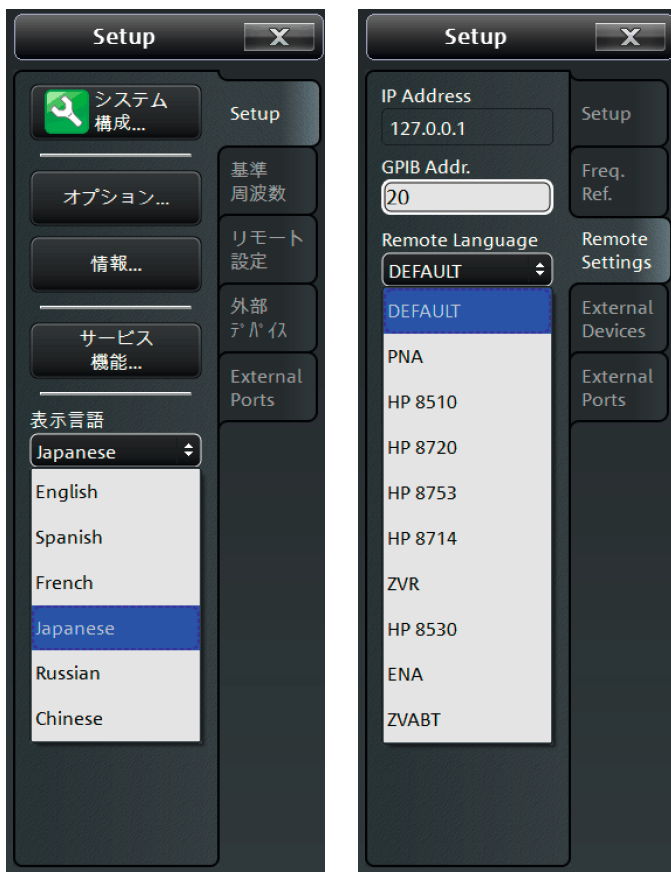 Setup
X
システム
構成...
オプション...
情報...
サービス
機能...
表示言語
Japanese
English
Spanish
French
Japanese
Russian
Chinese
Setup
基準
周波数
リモート
設定
外部
ﾃﾞﾊﾞｲｽ
External
Ports
Setup
X
IP Address
127.0.0.1
GPIB Addr.
20
Remote Language
DEFAULT
DEFAULT
PNA
HP 8510
HP 8720
HP 8753
HP 8714
ZVR
HP 8530
ENA
ZVABT
Setup
Freq.
Ref.
Remote
Settings
External
Devices
External
Ports